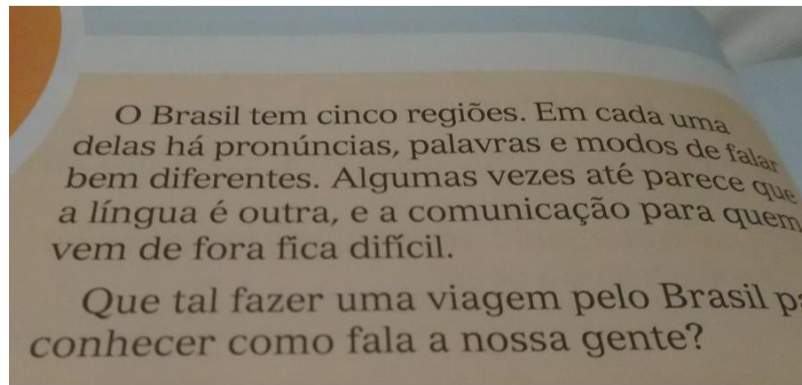 O Brasil tem cinco regiões. Em cada uma
delas há pronúncias, palavras e modos de falar
bem diferentes. Algumas vezes até parece que
a língua é outra, e a comunicação para quem
vem de fora fica difícil.
Que tal fazer uma viagem pelo Brasil
conhecer como fala a nossa gente?